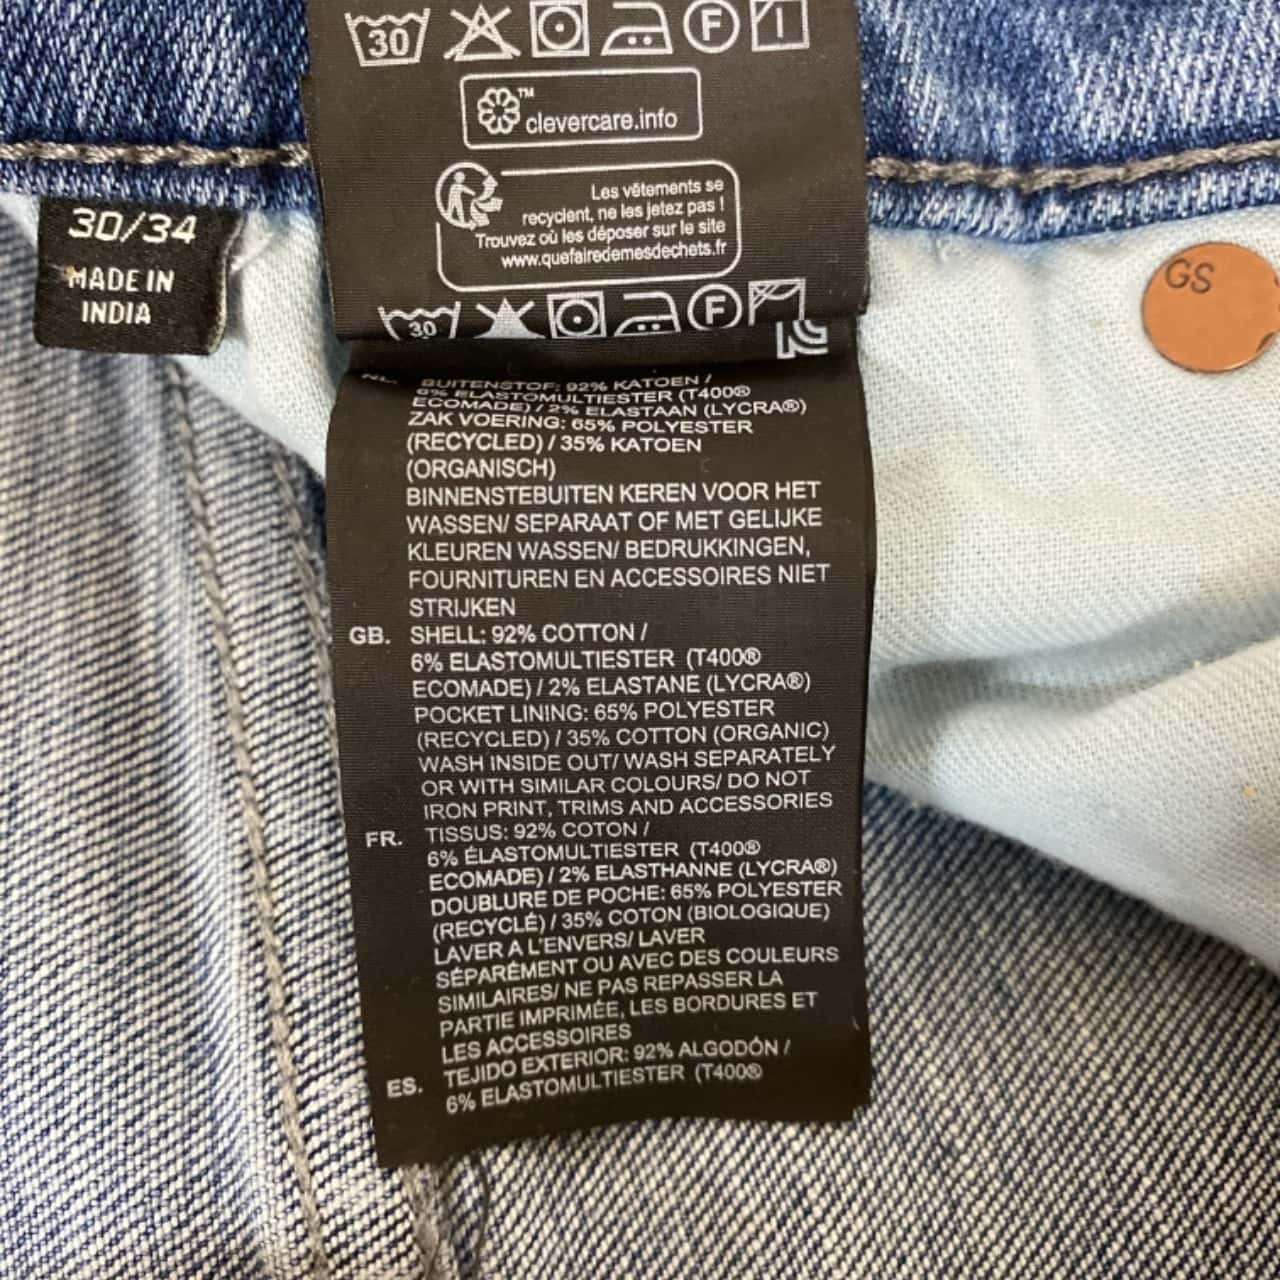 30 F I
™ clevercare.info
Les vêtements se
recyclent, ne les jetez pas !
Trouvez où les déposer sur le site
www.quefairedemesdechets.fr
30 F
30/34
MADE IN
INDIA
GS
NL. BUITENSTOF: 92% KATOEN /
6% ELASTOMULTIESTER (T400®
ECOMADE) / 2% ELASTAAN (LYCRA®)
ZAK VOERING: 65% POLYESTER
(RECYCLED) / 35% KATOEN
(ORGANISCH)
BINNENSTEBUITEN KEREN VOOR HET
WASSEN/ SEPARAAT OF MET GELIJKE
KLEUREN WASSEN/ BEDRUKKINGEN,
FOURNITUREN EN ACCESSOIRES NIET
STRIJKEN
GB. SHELL: 92% COTTON /
6% ELASTOMULTIESTER (T400®
ECOMADE) / 2% ELASTANE (LYCRA®)
POCKET LINING: 65% POLYESTER
(RECYCLED) / 35% COTTON (ORGANIC)
WASH INSIDE OUT/ WASH SEPARATELY
OR WITH SIMILAR COLOURS/ DO NOT
IRON PRINT, TRIMS AND ACCESSORIES
FR. TISSUS: 92% COTON /
6% ÉLASTOMULTIESTER (T400®
ECOMADE) / 2% ELASTHANNE (LYCRA®)
DOUBLURE DE POCHE: 65% POLYESTER
(RECYCLÉ) / 35% COTON (BIOLOGIQUE)
LAVER A L'ENVERS/ LAVER
SÉPARÉMENT OU AVEC DES COULEURS
SIMILAIRES/ NE PAS REPASSER LA
PARTIE IMPRIMÉE, LES BORDURES ET
LES ACCESSOIRES
ES. TEJIDO EXTERIOR: 92% ALGODÓN /
6% ELASTOMULTIESTER (T400®